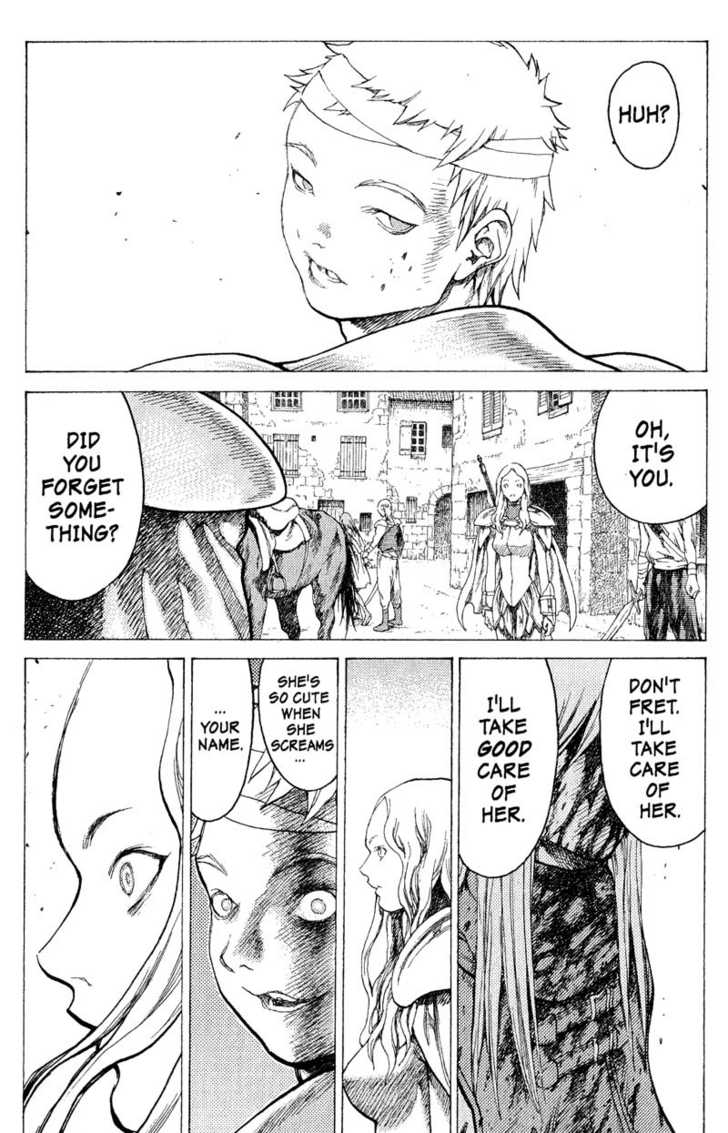 HUH?
OH,
IT'S
YOU.
DID
YOU
FORGET
SOME-
THING?
DON'T
FRET.
I'LL
TAKE
CARE
OF
HER.
I'LL
TAKE
GOOD
CARE
OF
HER.
SHE'S
SO CUTE
WHEN
SHE
SCREAMS
...
...
YOUR
NAME.